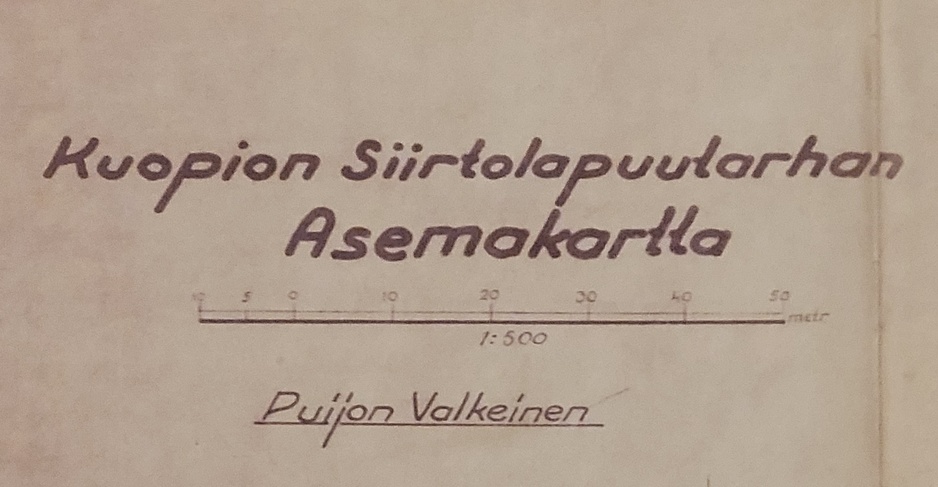 Kuopion Siirtolapuutarhan
Asemakartta
10 5 0 10 20 30 40 50 metr
1:500
Puijon Valkeinen